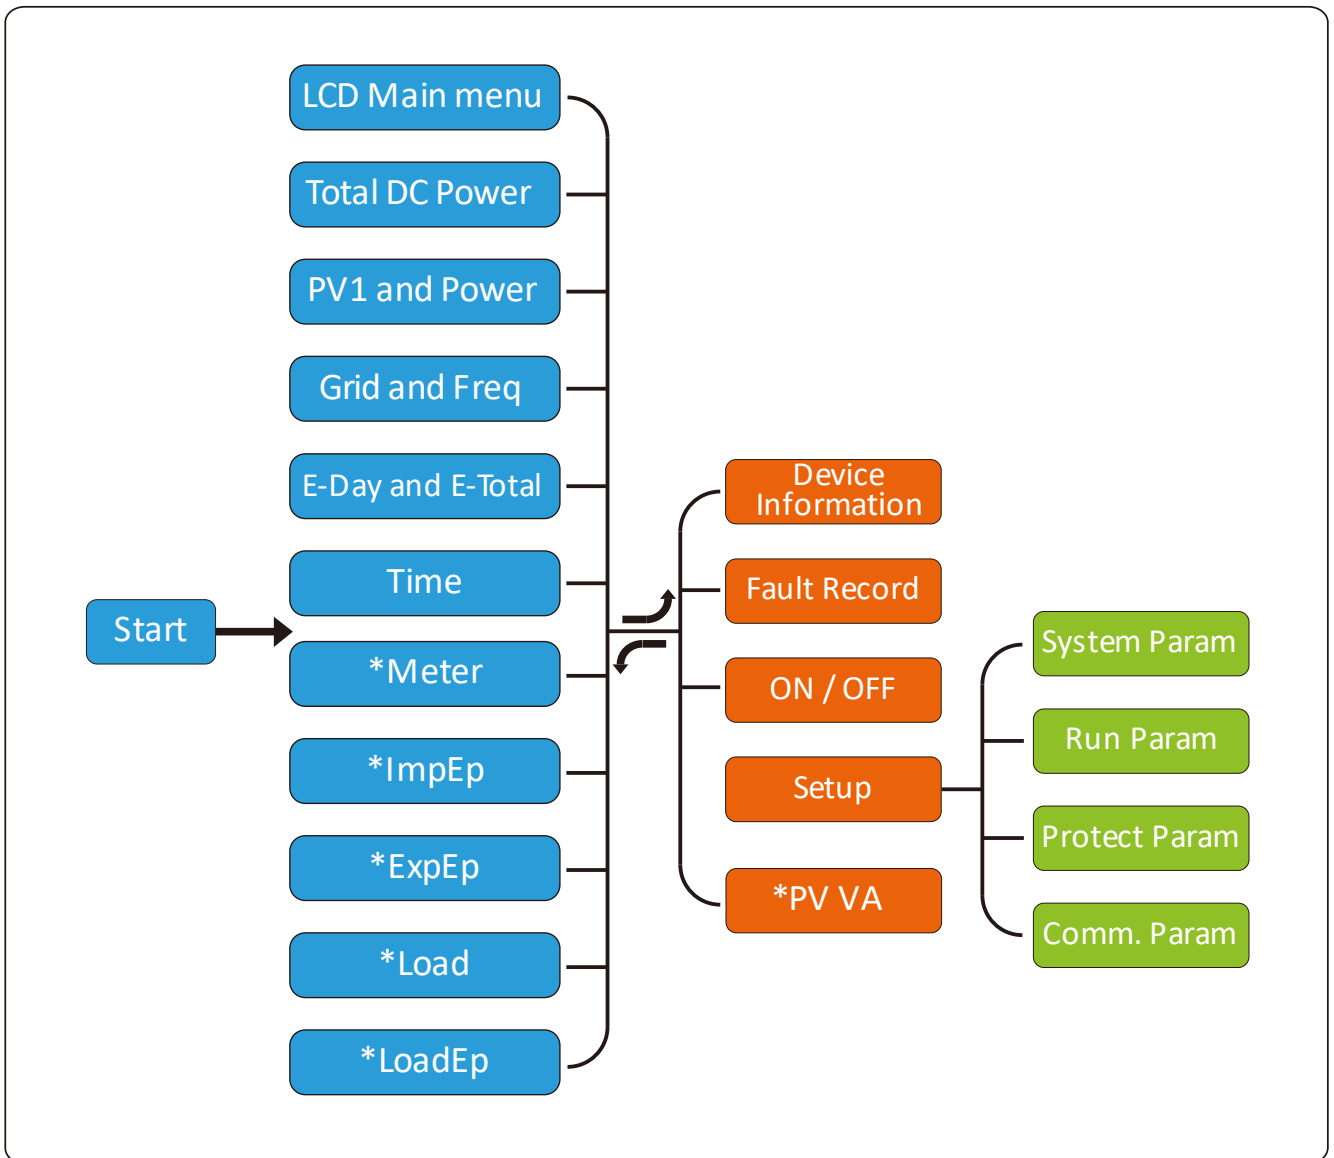 Start
LCD Main menu
Total DC Power
PV1 and Power
Grid and Freq
E-Day and E-Total
Time
*Meter
*ImpEp
*ExpEp
*Load
*LoadEp
Device
Information
Fault Record
ON / OFF
Setup
*PV VA
System Param
Run Param
Protect Param
Comm. Param